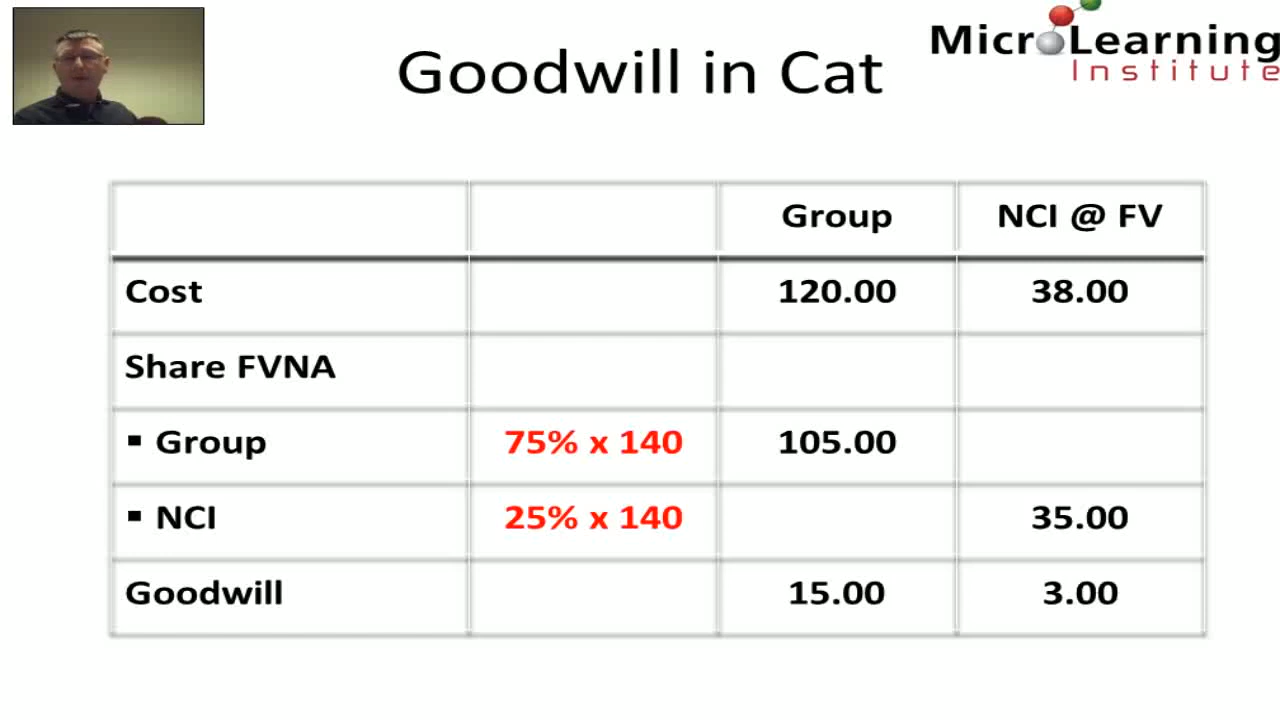 Goodwill in Cat
MicroLearning
Institute
Group NCI @ FV
Cost 120.00 38.00
Share FVNA
▪ Group 75% x 140 105.00
▪ NCI 25% x 140 35.00
Goodwill 15.00 3.00